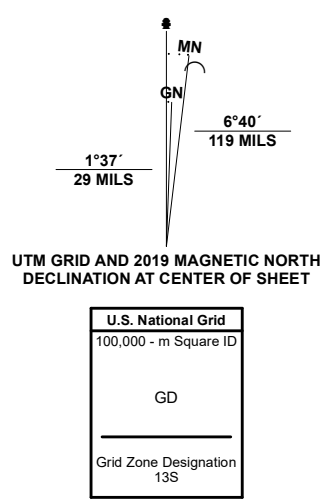 MN
GN
6°40´
119 MILS
1°37´
29 MILS
UTM GRID AND 2019 MAGNETIC NORTH
DECLINATION AT CENTER OF SHEET
U.S. National Grid
100,000 - m Square ID
GD
Grid Zone Designation
13S